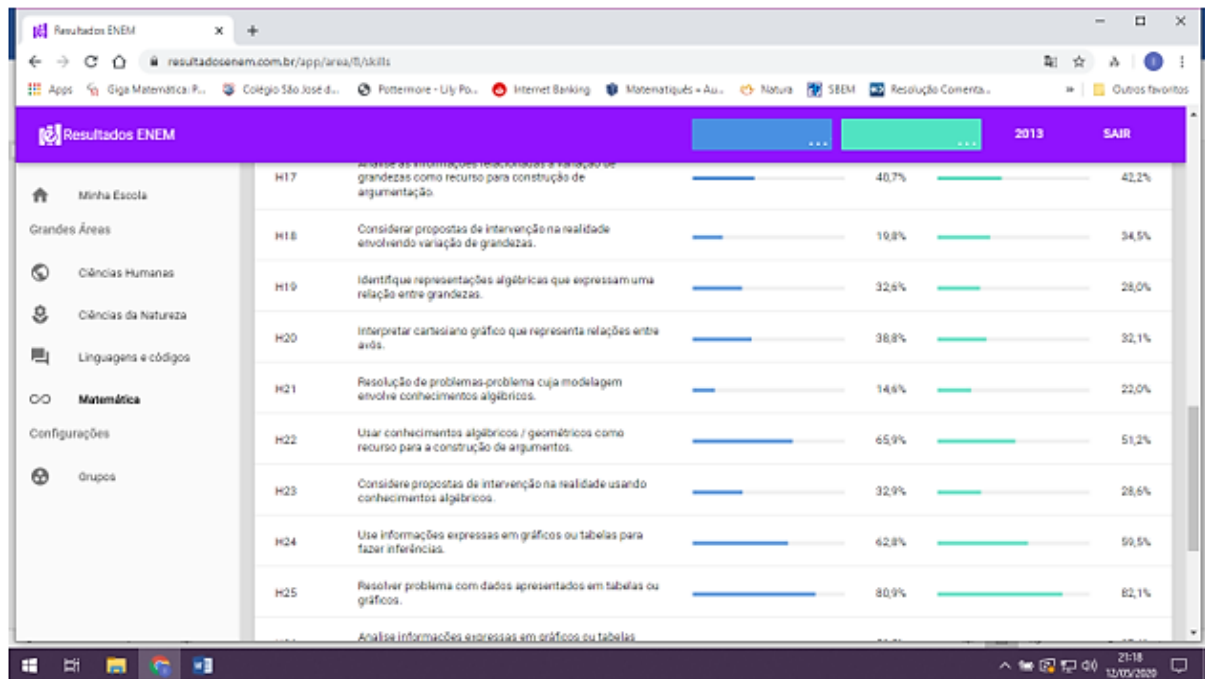 Resultados ENEM
resultadosenem.com.br/app/area/fl/skills
Apps Giga Matemática: P... Colégio São José d... Pottermore - Lily Po... Internet Banking Matematiquês » Au... Natura SBEM Resolução Comenta... Outros favoritos
Resultados ENEM ... ... 2013 SAIR
Minha Escola
Grandes Áreas
Ciências Humanas
Ciências da Natureza
Linguagens e códigos
Matemática
Configurações
Grupos
Analise as informações relacionadas à variação de
H17 grandezas como recurso para construção de 40,7% 42,2%
argumentação.
H18 Considerar propostas de intervenção na realidade 19,8% 34,5%
envolvendo variação de grandezas.
H19 Identifique representações algébricas que expressam uma 32,6% 28,0%
relação entre grandezas.
H20 Interpretar cartesiano gráfico que representa relações entre 38,8% 32,1%
avós.
H21 Resolução de problemas-problema cuja modelagem 14,6% 22,0%
envolve conhecimentos algébricos.
H22 Usar conhecimentos algébricos / geométricos como 65,9% 51,2%
recurso para a construção de argumentos.
H23 Considere propostas de intervenção na realidade usando 32,9% 28,6%
conhecimentos algébricos.
H24 Use informações expressas em gráficos ou tabelas para 62,8% 59,5%
fazer inferências.
H25 Resolver problema com dados apresentados em tabelas ou 80,9% 82,1%
gráficos.
Analise informações expressas em gráficos ou tabelas
21:18
12/05/2020